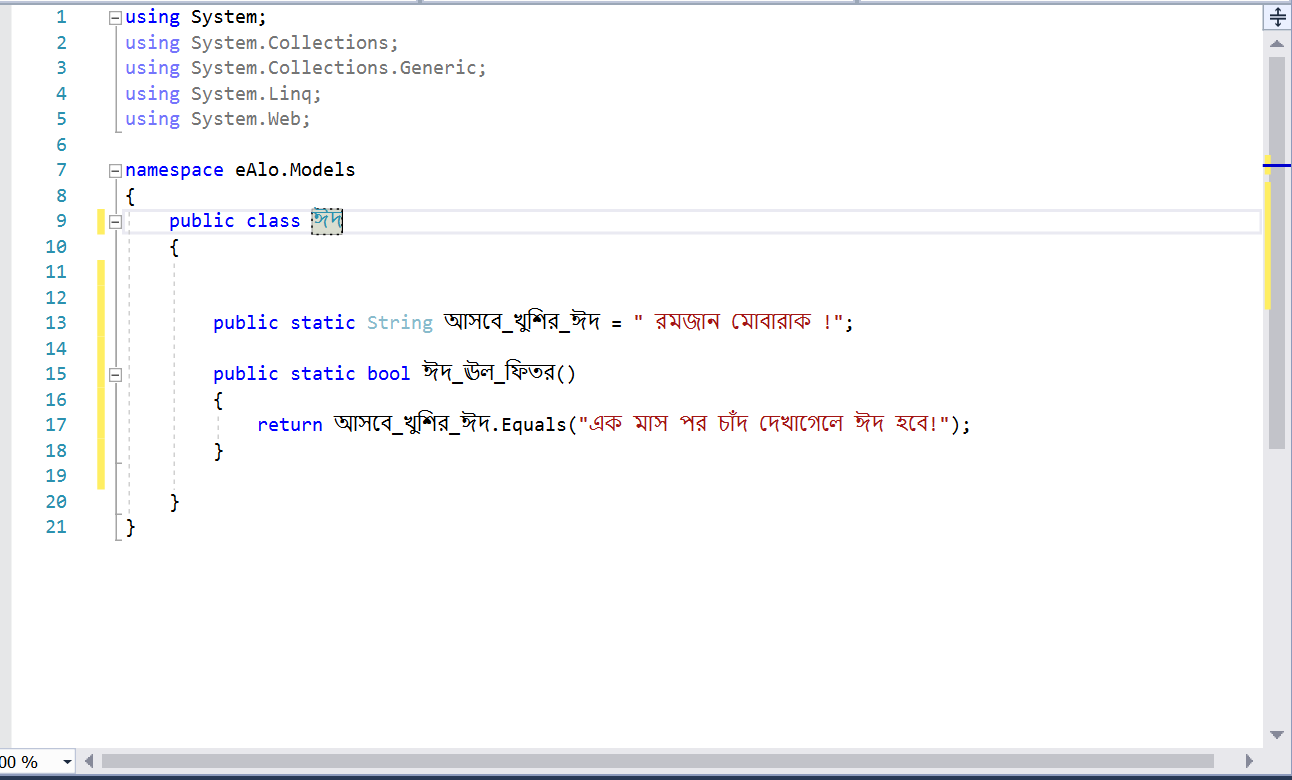 1 using System;
2 using System.Collections;
3 using System.Collections.Generic;
4 using System.Linq;
5 using System.Web;
6
7 namespace eAlo.Models
8 {
9 public class ঈদ
10 {
11
12
13 public static String আসবে_খুশির_ঈদ = " রমজান মোবারাক !";
14
15 public static bool ঈদ_ঊল_ফিতর()
16 {
17 return আসবে_খুশির_ঈদ.Equals("এক মাস পর চাঁদ দেখাগেলে ঈদ হবে!");
18 }
19
20 }
21 }
00 %